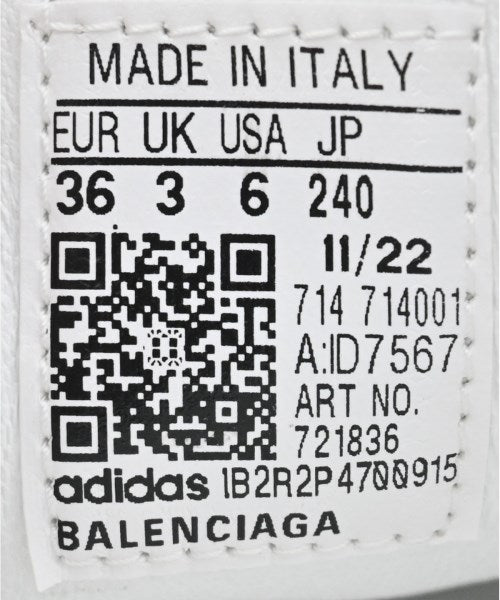 MADE IN ITALY
EUR UK USA JP
36 3 6 240
11/22
714 714001
A:ID7567
ART NO.
721836
adidas 1B2R2P4700915
BALENCIAGA